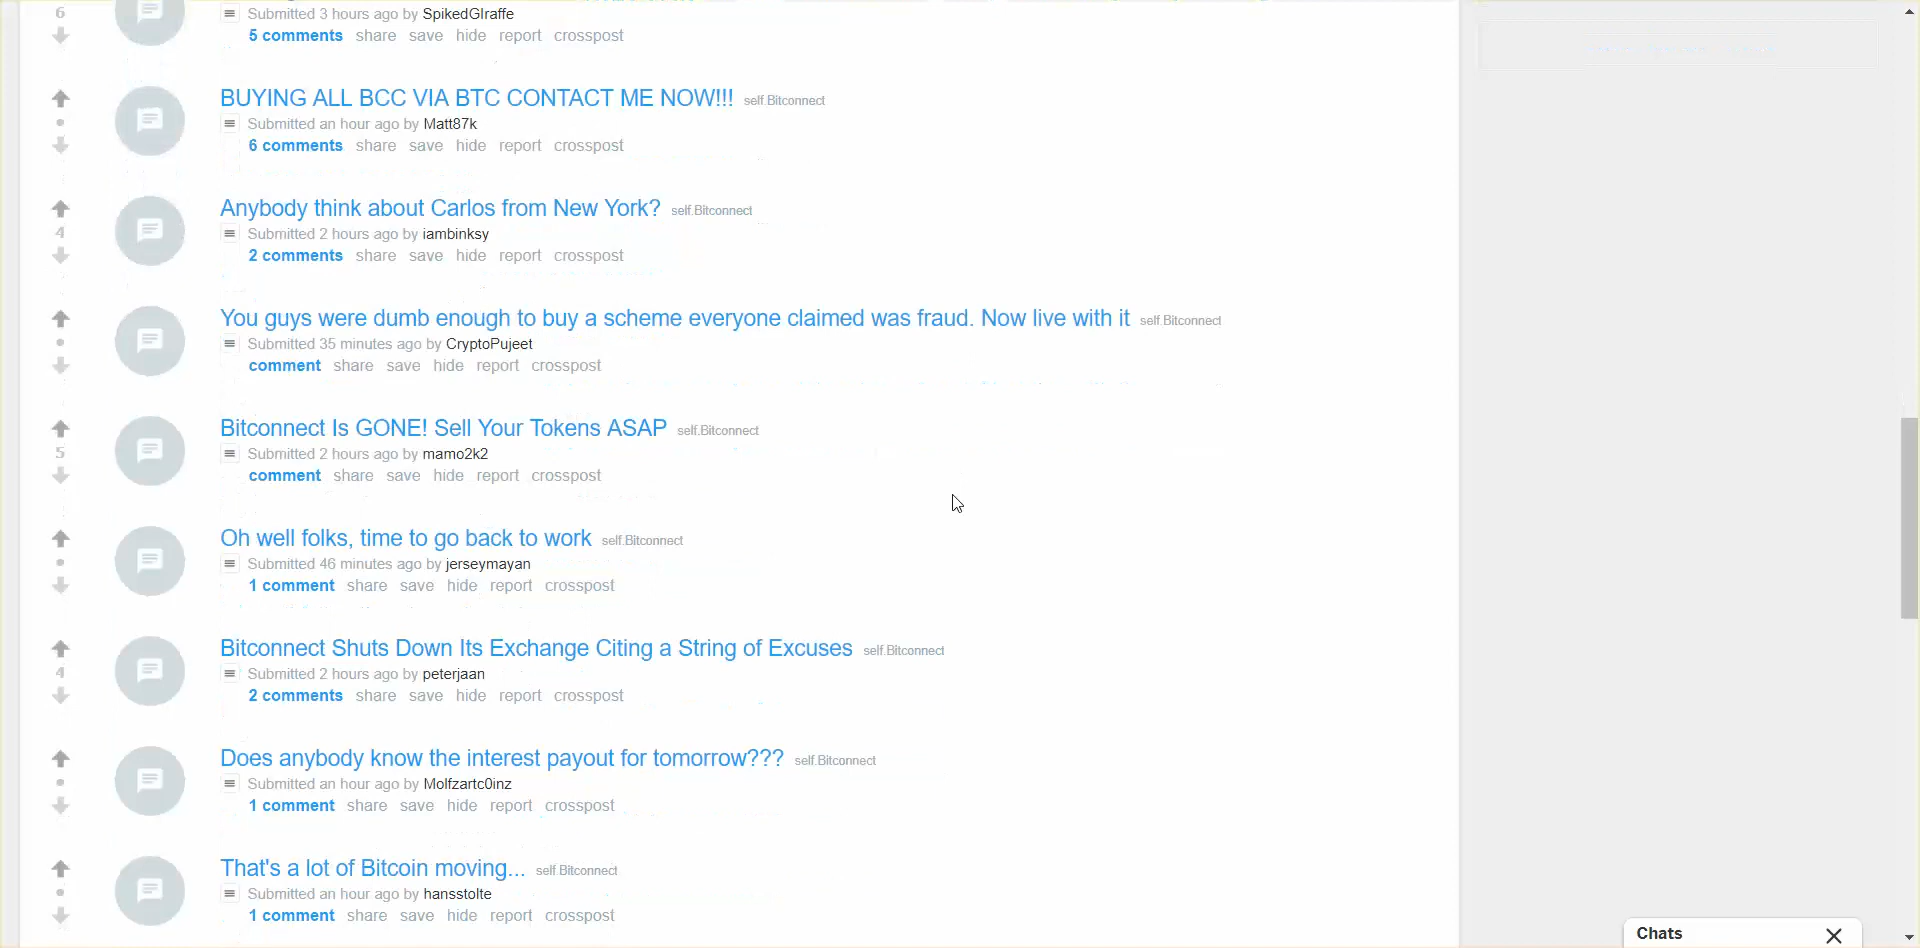 6
Submitted 3 hours ago by SpikedGIraffe
5 comments share save hide report crosspost
BUYING ALL BCC VIA BTC CONTACT ME NOW!!! self.Bitconnect
Submitted an hour ago by Matt87k
6 comments share save hide report crosspost
Anybody think about Carlos from New York? self.Bitconnect
4
Submitted 2 hours ago by iambinksy
2 comments share save hide report crosspost
You guys were dumb enough to buy a scheme everyone claimed was fraud. Now live with it self.Bitconnect
Submitted 35 minutes ago by CryptoPujeet
comment share save hide report crosspost
Bitconnect Is GONE! Sell Your Tokens ASAP self.Bitconnect
5
Submitted 2 hours ago by mamo2k2
comment share save hide report crosspost
Oh well folks, time to go back to work self.Bitconnect
Submitted 46 minutes ago by jerseymayan
1 comment share save hide report crosspost
Bitconnect Shuts Down Its Exchange Citing a String of Excuses self.Bitconnect
4
Submitted 2 hours ago by peterjaan
2 comments share save hide report crosspost
Does anybody know the interest payout for tomorrow??? self.Bitconnect
Submitted an hour ago by Molfzartc0inz
1 comment share save hide report crosspost
That's a lot of Bitcoin moving... self.Bitconnect
Submitted an hour ago by hansstolte
1 comment share save hide report crosspost
Chats